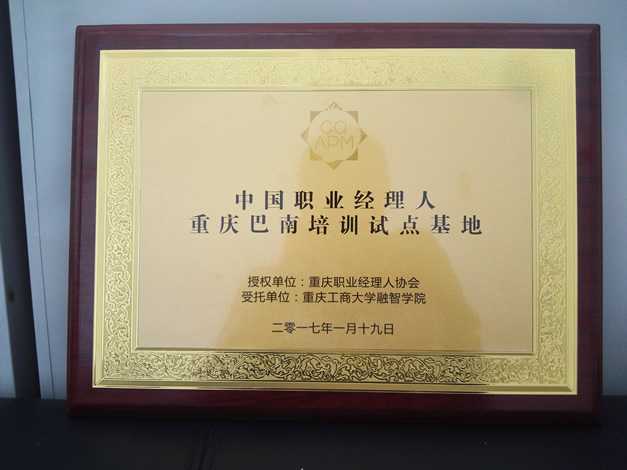 CQ
APM
中国职业经理人
重庆巴南培训试点基地
授权单位：重庆职业经理人协会
受托单位：重庆工商大学融智学院
二零一七年一月十九日